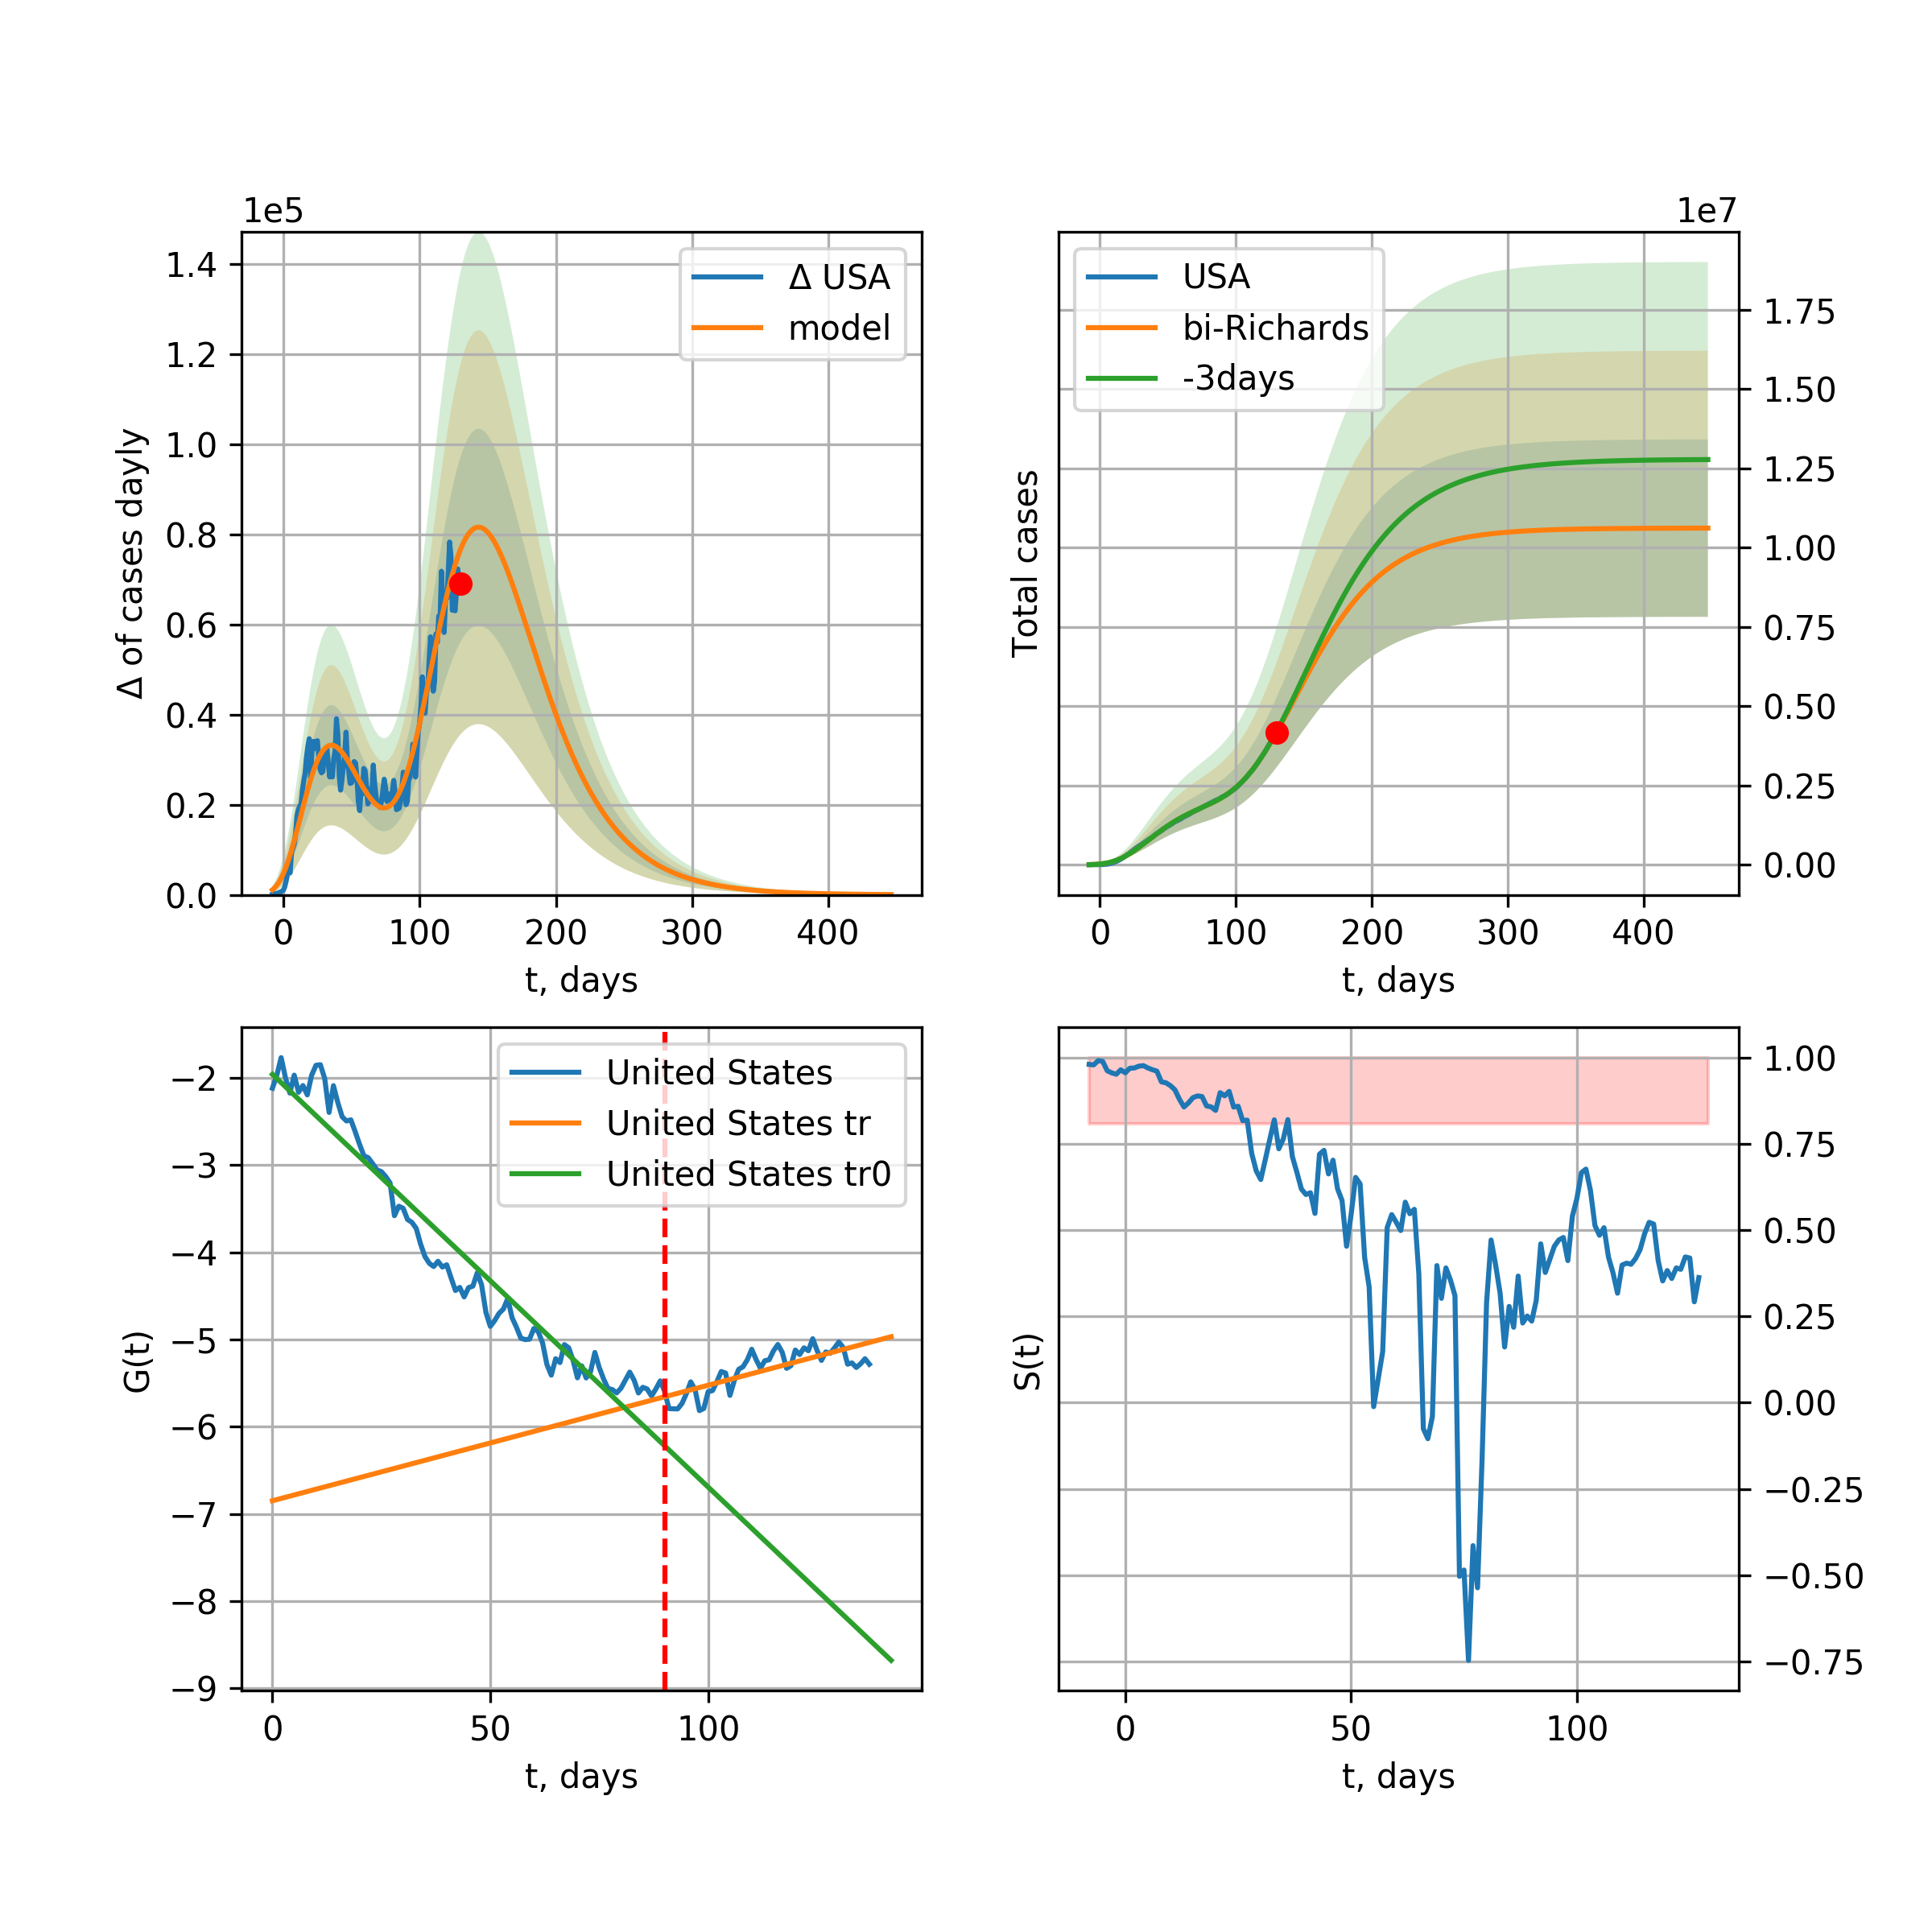 1e5
1.4
1.2
1.0
0.8
0.6
0.4
0.2
0.0
Δ of cases dayly
Δ USA
model
0 100 200 300 400
t, days
1e7
USA
bi-Richards
-3days
Total cases
1.75
1.50
1.25
1.00
0.75
0.50
0.25
0.00
0 100 200 300 400
t, days
−2
−3
−4
−5
−6
−7
−8
−9
G(t)
United States
United States tr
United States tr0
0 50 100
t, days
S(t)
1.00
0.75
0.50
0.25
0.00
−0.25
−0.50
−0.75
0 50 100
t, days